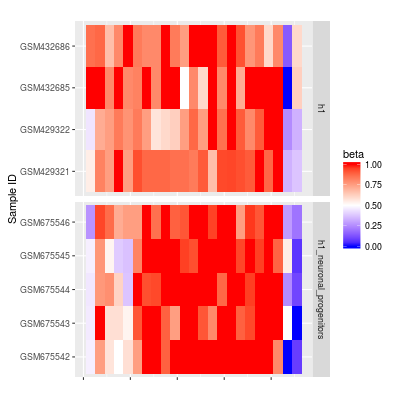 GSM432686
GSM432685
GSM429322
GSM429321
h1
GSM675546
GSM675545
GSM675544
GSM675543
GSM675542
h1_neuronal_progenitors
Sample ID
beta
1.00
0.75
0.50
0.25
0.00